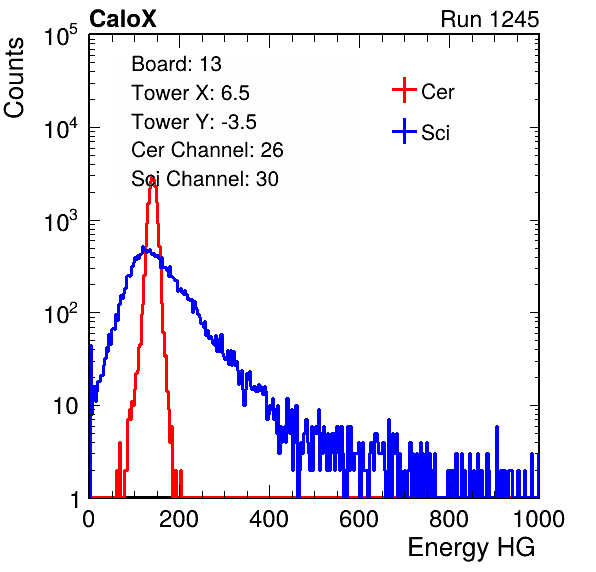 CaloX Run 1245
Counts
Board: 13
Tower X: 6.5
Tower Y: -3.5
Cer Channel: 26
Sci Channel: 30
Cer
Sci
10^5
10^4
10^3
10^2
10
1
0 200 400 600 800 1000
Energy HG